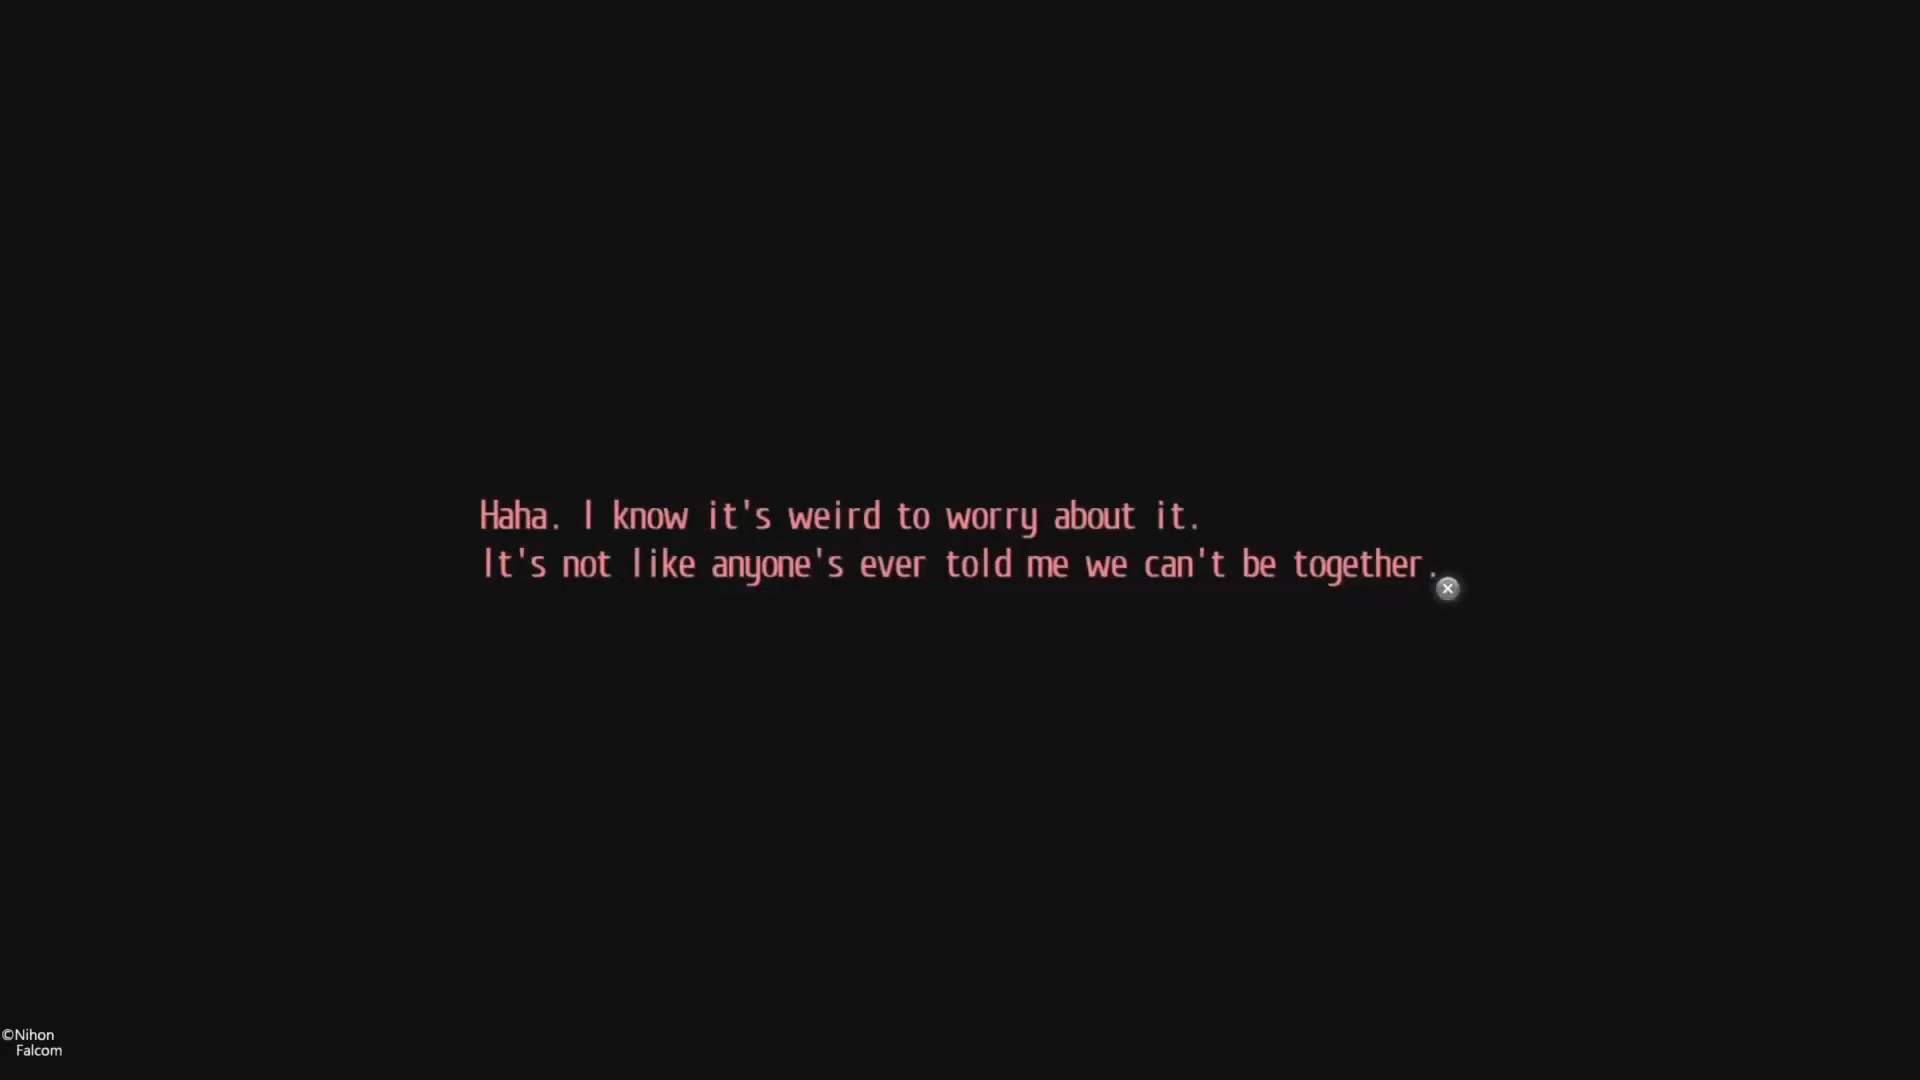 Haha. I know it's weird to worry about it.
It's not like anyone's ever told me we can't be together.
©Nihon
Falcom